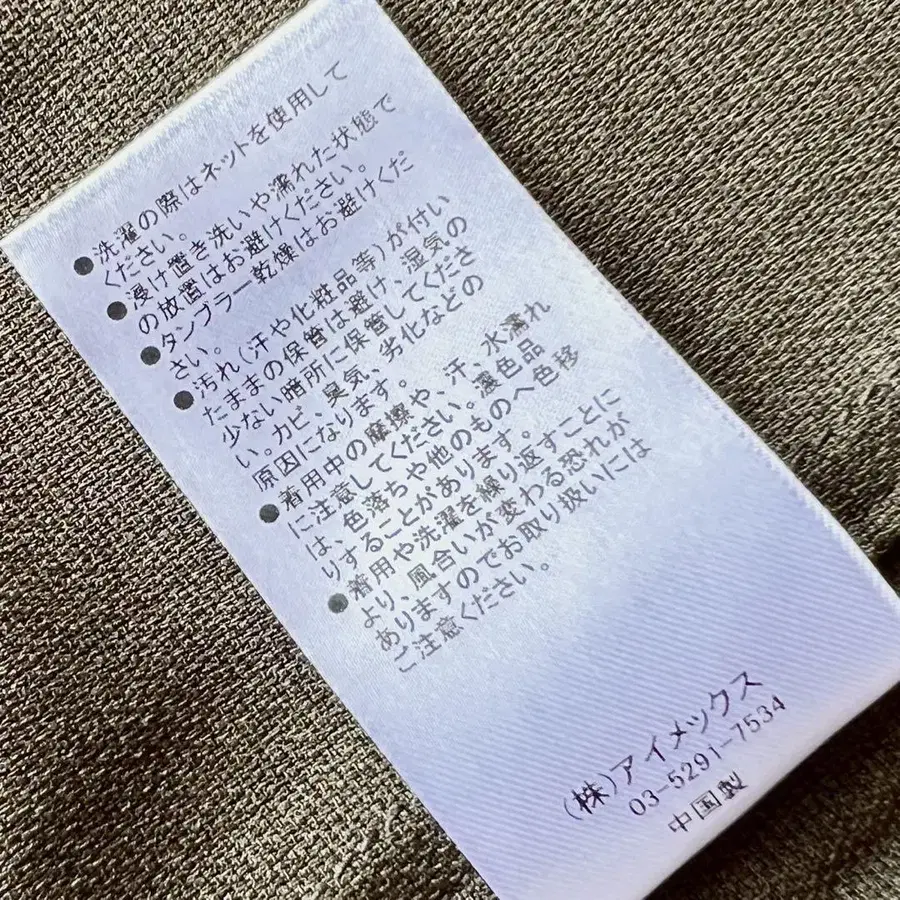 ●洗濯の際はネットを使用して
ください。
●浸け置き洗いや濡れた状態で
の放置はお避けください。
●タンブラー乾燥はお避けくだ
さい。
●汚れ(汗や化粧品等)が付い
たままの保管は避け、湿気の
少ない暗所に保管してくださ
い。カビ、臭気、劣化などの
原因になります。
●着用中の摩擦や、汗、水濡れ
に注意してください。濃色品
は、色落ちや他のものへ色移
りすることがあります。
●着用や洗濯を繰り返すことに
より、風合いが変わる恐れが
ありますのでお取り扱いには
ご注意ください。
(株)アイメックス
03-5291-7534
中国製